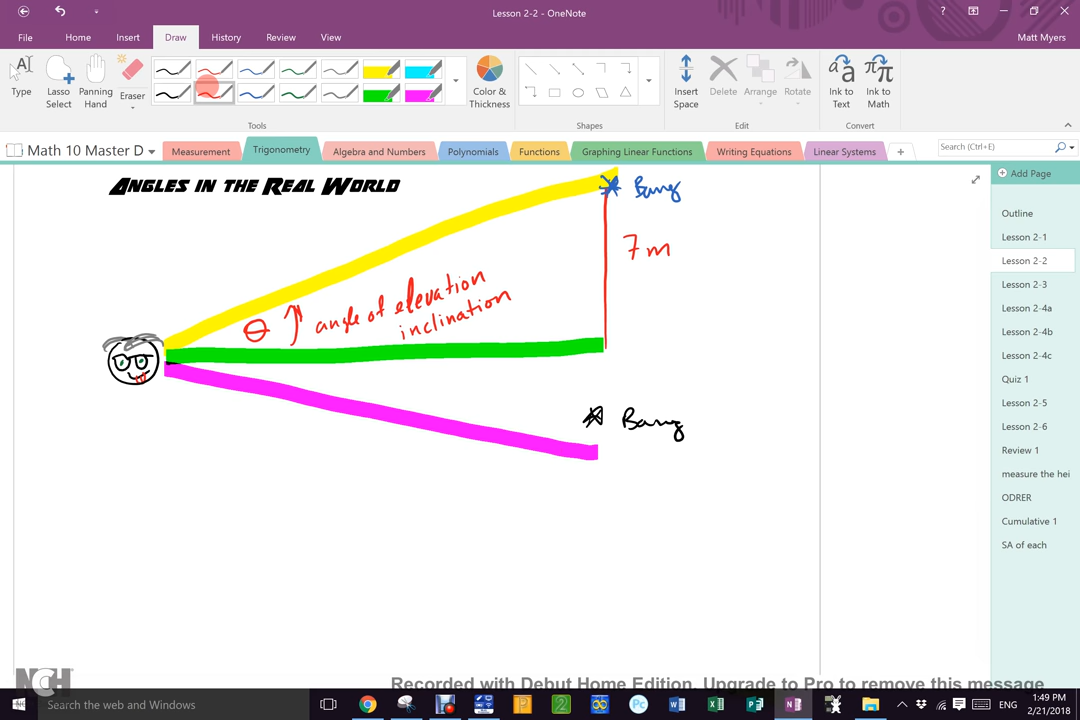 Lesson 2-2 - OneNote
?
File
Home
Insert
Draw
History
Review
View
Matt Myers
Type
Lasso Select
Panning Hand
Eraser
Color & Thickness
Insert Space
Delete
Arrange
Rotate
Ink to Text
Ink to Math
Tools
Shapes
Edit
Convert
Math 10 Master D
Measurement
Trigonometry
Algebra and Numbers
Polynomials
Functions
Graphing Linear Functions
Writing Equations
Linear Systems
Search (Ctrl+E)
Angles in the Real World
Bang
7 m
θ
angle of elevation
inclination
Bang
Add Page
Outline
Lesson 2-1
Lesson 2-2
Lesson 2-3
Lesson 2-4a
Lesson 2-4b
Lesson 2-4c
Quiz 1
Lesson 2-5
Lesson 2-6
Review 1
measure the hei
ODRER
Cumulative 1
SA of each
NCH
Recorded with Debut Home Edition. Upgrade to Pro to remove this message
Search the web and Windows
ENG
1:49 PM
2/21/2018